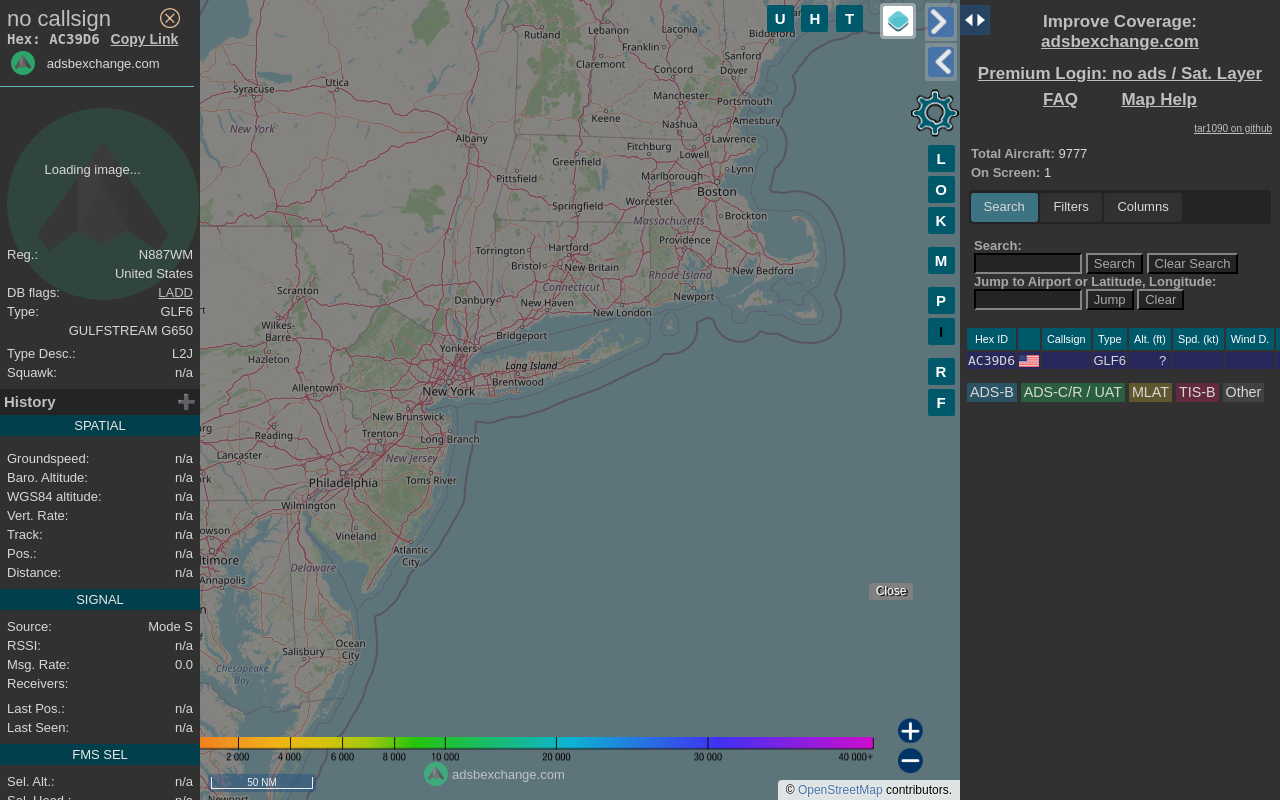 no callsign
Hex: AC39D6 Copy Link
adsbexchange.com
Loading image...
Reg.: N887WM
United States
DB flags: LADD
Type: GLF6
GULFSTREAM G650
Type Desc.: L2J
Squawk: n/a
History
SPATIAL
Groundspeed: n/a
Baro. Altitude: n/a
WGS84 altitude: n/a
Vert. Rate: n/a
Track: n/a
Pos.: n/a
Distance: n/a
SIGNAL
Source: Mode S
RSSI: n/a
Msg. Rate: 0.0
Receivers:
Last Pos.: n/a
Last Seen: n/a
FMS SEL
Sel. Alt.: n/a
Sel. Head.: n/a
U H T
L
O
K
M
P
I
R
F
Rutland
Lebanon
Laconia
Biddeford
Franklin
Sanford
Claremont
Concord
Dover
Utica
Syracuse
Manchester
Portsmouth
Keene
Nashua
Amesbury
New York
Albany
Fitchburg
Lawrence
Lowell
Greenfield
Lynn
Pittsfield
Marlborough
Boston
Springfield
Worcester
Massachusetts
Brockton
Providence
Torrington
Hartford
Bristol
New Britain
Rhode Island
New Bedford
Connecticut
Newport
Scranton
Danbury
New Haven
New London
Wilkes-
Barre
Bridgeport
Hazleton
Yonkers
Long Island
Brentwood
Allentown
New York
New Brunswick
Reading
Trenton
Long Branch
Lancaster
New Jersey
Philadelphia
Toms River
Wilmington
Vineland
Atlantic
City
Annapolis
Delaware
Ocean
City
Salisbury
Chesapeake
Bay
Newport
Close
2 000 4 000 6 000 8 000 10 000 20 000 30 000 40 000+
50 NM
adsbexchange.com
© OpenStreetMap contributors.
Improve Coverage:
adsbexchange.com
Premium Login: no ads / Sat. Layer
FAQ Map Help
tar1090 on github
Total Aircraft: 9777
On Screen: 1
Search Filters Columns
Search:
Search Clear Search
Jump to Airport or Latitude, Longitude:
Jump Clear
Hex ID Callsign Type Alt. (ft) Spd. (kt) Wind D.
AC39D6 GLF6 ?
ADS-B ADS-C/R / UAT MLAT TIS-B Other